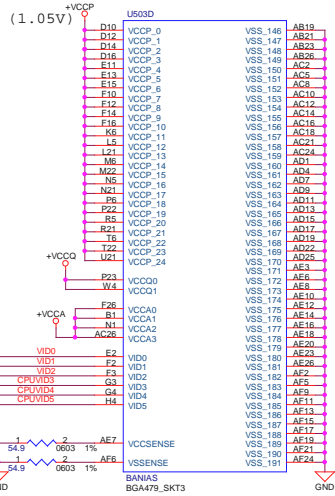 +VCCP
(1.05V)
U503D
D10 VCCP_0 VSS_146 AB19
D12 VCCP_1 VSS_147 AB21
D14 VCCP_2 VSS_148 AB23
D16 VCCP_3 VSS_149 AB26
E11 VCCP_4 VSS_150 AC2
E13 VCCP_5 VSS_151 AC5
E15 VCCP_6 VSS_152 AC8
F10 VCCP_7 VSS_153 AC10
F12 VCCP_8 VSS_154 AC12
F14 VCCP_9 VSS_155 AC14
F16 VCCP_10 VSS_156 AC16
K6 VCCP_11 VSS_157 AC18
L5 VCCP_12 VSS_158 AC21
L21 VCCP_13 VSS_159 AC24
M6 VCCP_14 VSS_160 AD1
M22 VCCP_15 VSS_161 AD4
N5 VCCP_16 VSS_162 AD7
N21 VCCP_17 VSS_163 AD9
P6 VCCP_18 VSS_164 AD11
P22 VCCP_19 VSS_165 AD13
R5 VCCP_20 VSS_166 AD15
R21 VCCP_21 VSS_167 AD17
T6 VCCP_22 VSS_168 AD19
T22 VCCP_23 VSS_169 AD22
U21 VCCP_24 VSS_170 AD25
+VCCQ
VSS_171 AE3
P23 VCCQ0 VSS_172 AE6
W4 VCCQ1 VSS_173 AE8
VSS_174 AE10
F26 VCCA0 VSS_175 AE12
+VCCA B1 VCCA1 VSS_176 AE14
N1 VCCA2 VSS_177 AE16
AC26 VCCA3 VSS_178 AE18
VSS_179 AE20
VID0 E2 VID0 VSS_180 AE23
VID1 F2 VID1 VSS_181 AE26
VID2 F3 VID2 VSS_182 AF2
CPUVID3 G3 VID3 VSS_183 AF5
CPUVID4 G4 VID4 VSS_184 AF9
CPUVID5 H4 VID5 VSS_185 AF11
VSS_186 AF13
VSS_187 AF15
VSS_188 AF17
1 2 AE7 VCCSENSE VSS_189 AF19
54.9 0603 1%
VSS_190 AF21
1 2 AF6 VSSENSE VSS_191 AF24
54.9 0603 1%
BANIAS
BGA479_SKT3
ND
GND